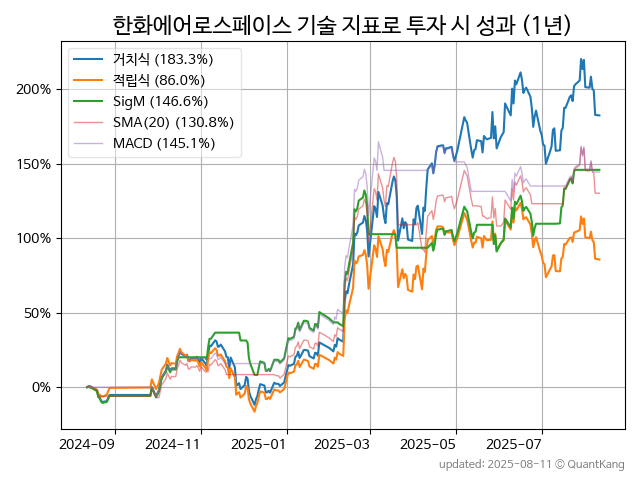 한화에어로스페이스 기술 지표로 투자 시 성과 (1년)
거치식 (183.3%)
적립식 (86.0%)
SigM (146.6%)
SMA(20) (130.8%)
MACD (145.1%)
200%
150%
100%
50%
0%
2024-09 2024-11 2025-01 2025-03 2025-05 2025-07
updated: 2025-08-11 © QuantKang